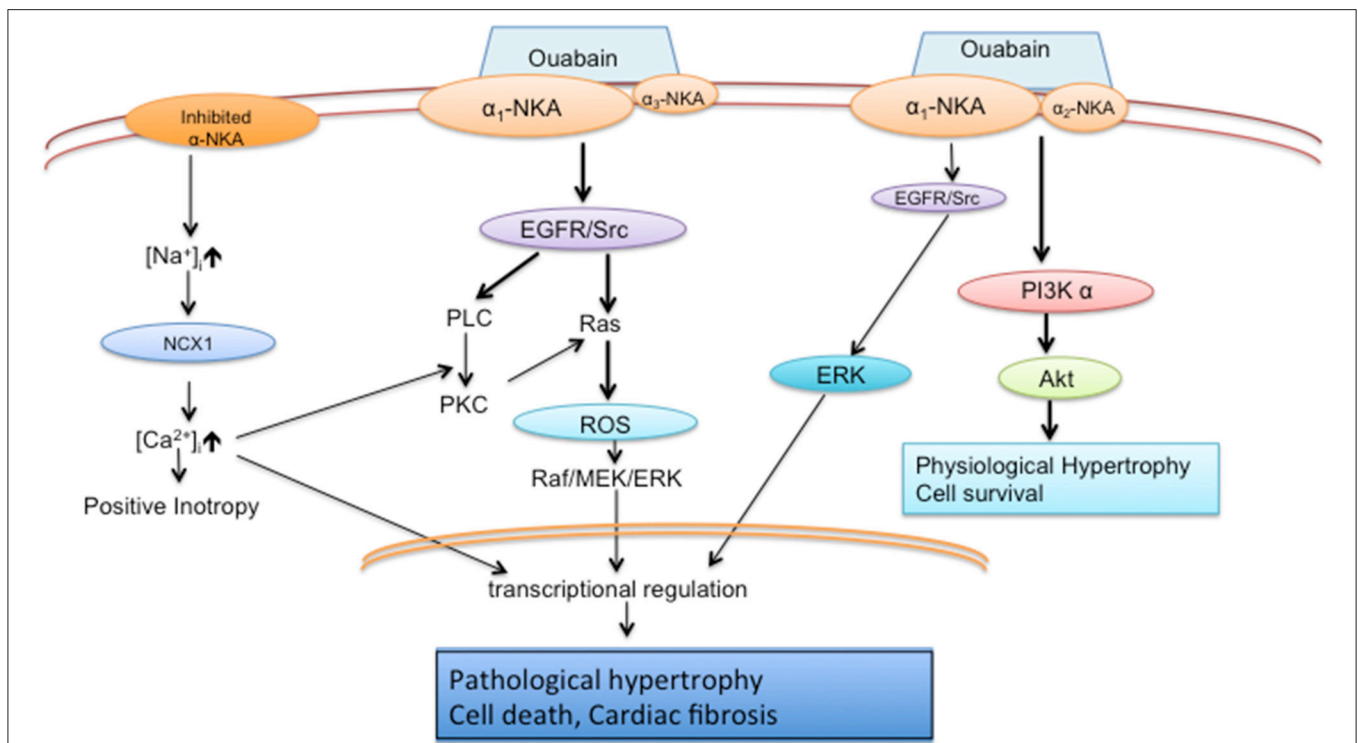 Ouabain
α₁-NKA
α₃-NKA
Ouabain
α₁-NKA
α₂-NKA
Inhibited
α-NKA
EGFR/Src
EGFR/Src
[Na⁺]ᵢ↑
PI3K α
NCX1
PLC
Ras
ERK
Akt
PKC
ROS
[Ca²⁺]ᵢ↑
Raf/MEK/ERK
Physiological Hypertrophy
Cell survival
Positive Inotropy
transcriptional regulation
Pathological hypertrophy
Cell death, Cardiac fibrosis